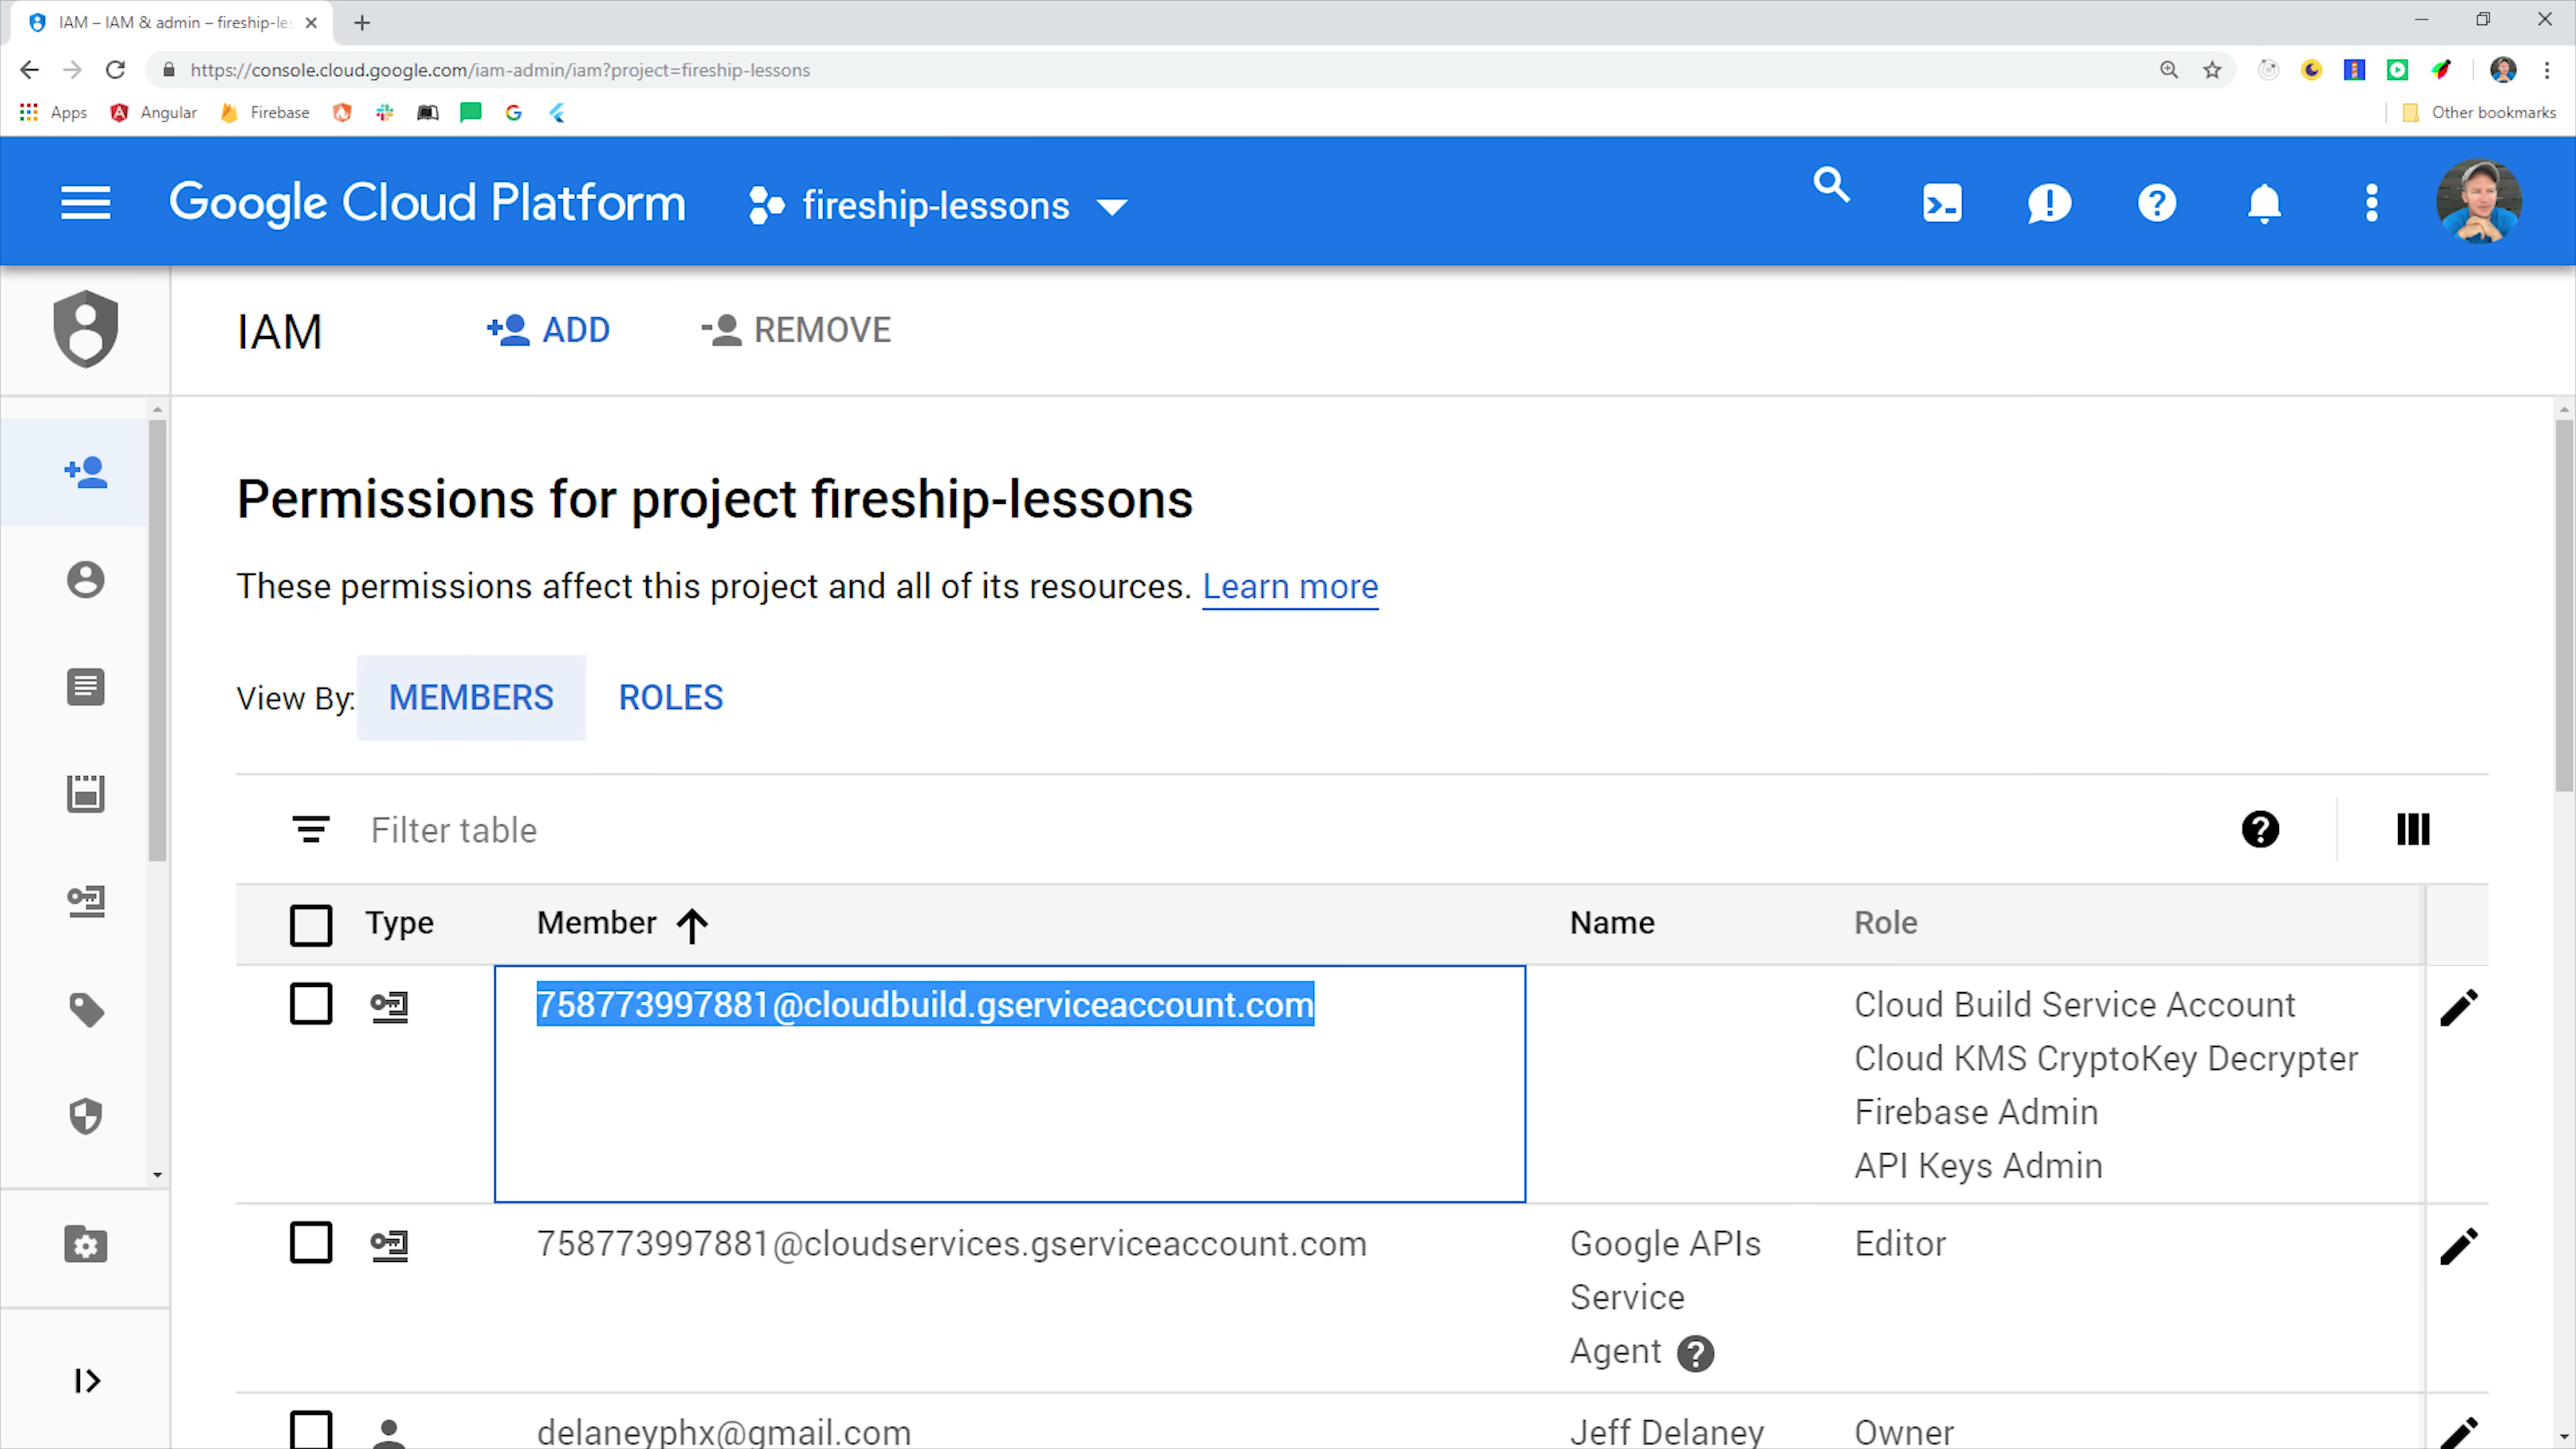 IAM – IAM & admin – fireship-les
https://console.cloud.google.com/iam-admin/iam?project=fireship-lessons
Apps Angular Firebase Other bookmarks
Google Cloud Platform fireship-lessons
IAM ADD REMOVE
Permissions for project fireship-lessons
These permissions affect this project and all of its resources. Learn more
View By: MEMBERS ROLES
Filter table
Type Member Name Role
758773997881@cloudbuild.gserviceaccount.com Cloud Build Service Account
Cloud KMS CryptoKey Decrypter
Firebase Admin
API Keys Admin
758773997881@cloudservices.gserviceaccount.com Google APIs Editor
Service
Agent
delaneyphx@gmail.com Jeff Delaney Owner